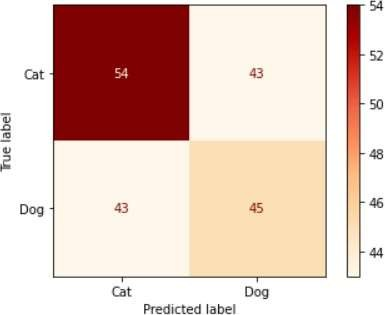 54
Cat
54
43
52
50
True label
48
Dog
43
45
46
44
Cat
Dog
Predicted label